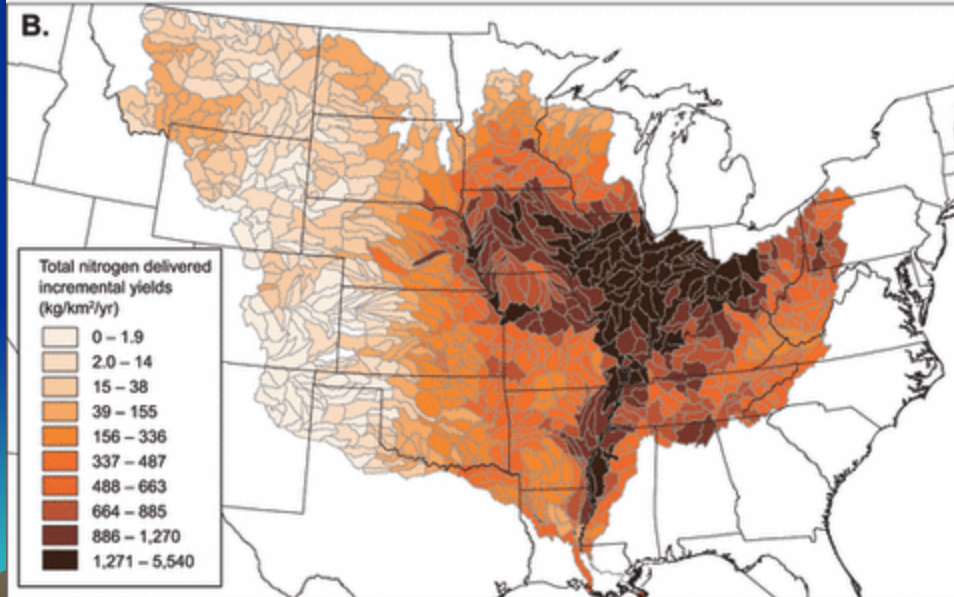 B.
Total nitrogen delivered
incremental yields
(kg/km²/yr)
0 – 1.9
2.0 – 14
15 – 38
39 – 155
156 – 336
337 – 487
488 – 663
664 – 885
886 – 1,270
1,271 – 5,540